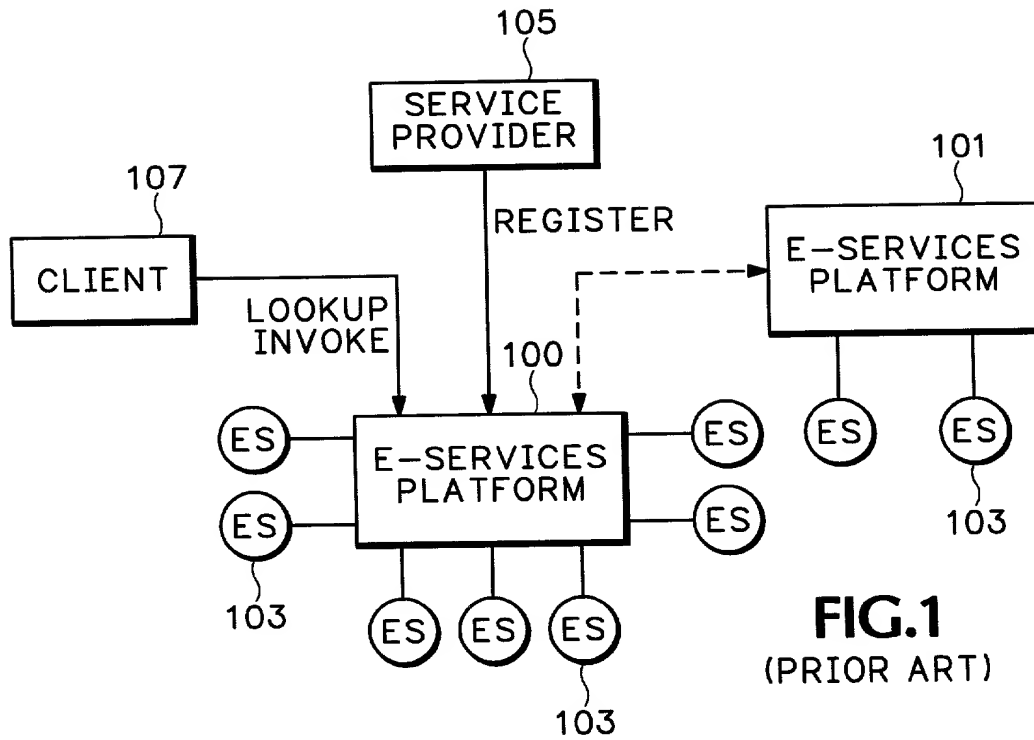 105
SERVICE
PROVIDER
101
107
REGISTER
E-SERVICES
PLATFORM
CLIENT
LOOKUP
INVOKE
100
ES
ES
ES
ES
E-SERVICES
PLATFORM
ES
ES
103
103
ES
ES
ES
103
FIG.1
(PRIOR ART)